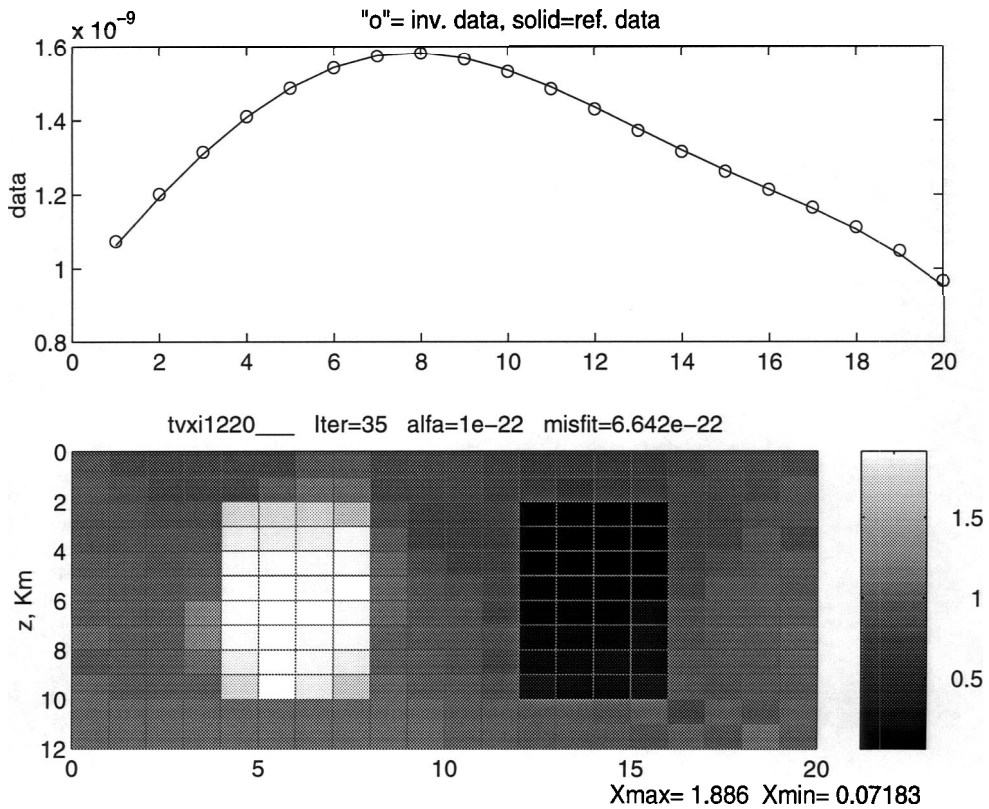 x 10^-9
"o"= inv. data, solid=ref. data
1.6
1.4
1.2
1
0.8
data
0 2 4 6 8 10 12 14 16 18 20
tvxi1220___ Iter=35 alfa=1e−22 misfit=6.642e−22
0
2
4
6
8
10
12
z, Km
0 5 10 15 20
1.5
1
0.5
Xmax= 1.886 Xmin= 0.07183